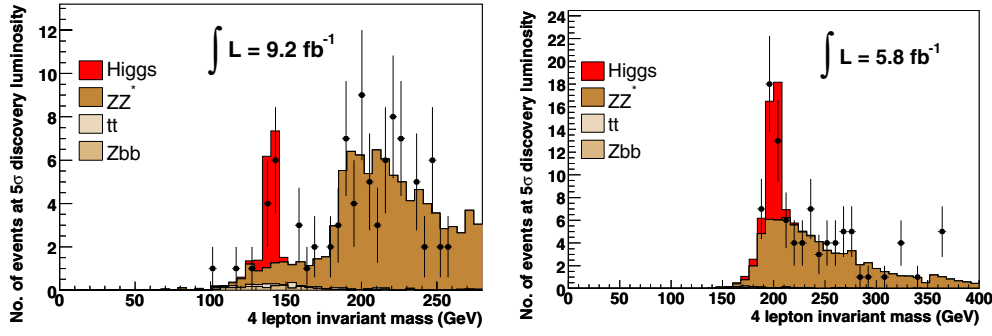 No. of events at 5σ discovery luminosity
12
10
8
6
4
2
0
∫ L = 9.2 fb⁻¹
Higgs
ZZ*
tt
Zbb
0 50 100 150 200 250
4 lepton invariant mass (GeV)
No. of events at 5σ discovery luminosity
24
22
20
18
16
14
12
10
8
6
4
2
0
∫ L = 5.8 fb⁻¹
Higgs
ZZ*
tt
Zbb
0 50 100 150 200 250 300 350 400
4 lepton invariant mass (GeV)